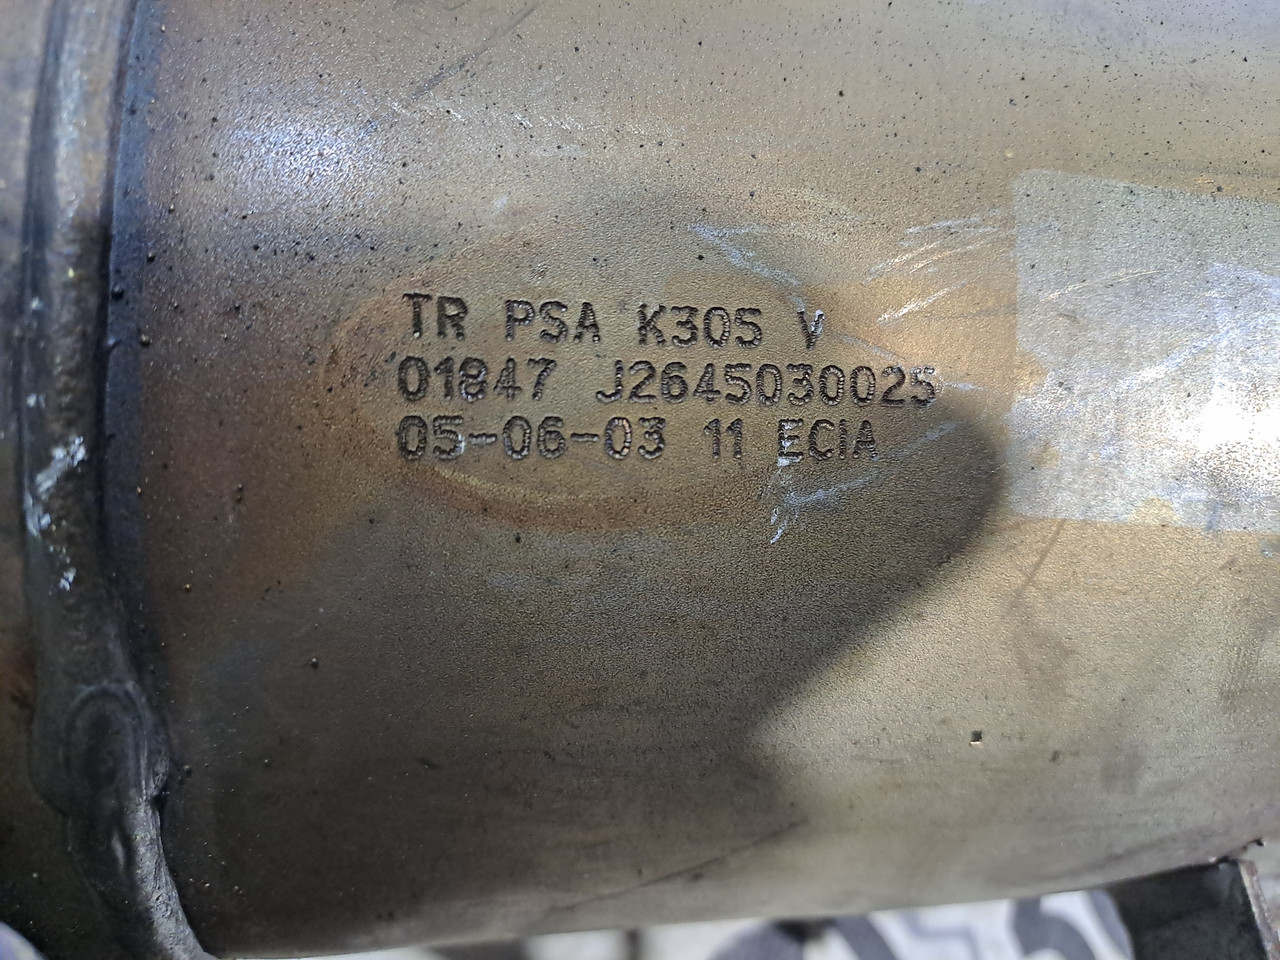 TR PSA K305 V
01847 J2645030025
05-06-03 11 ECIA